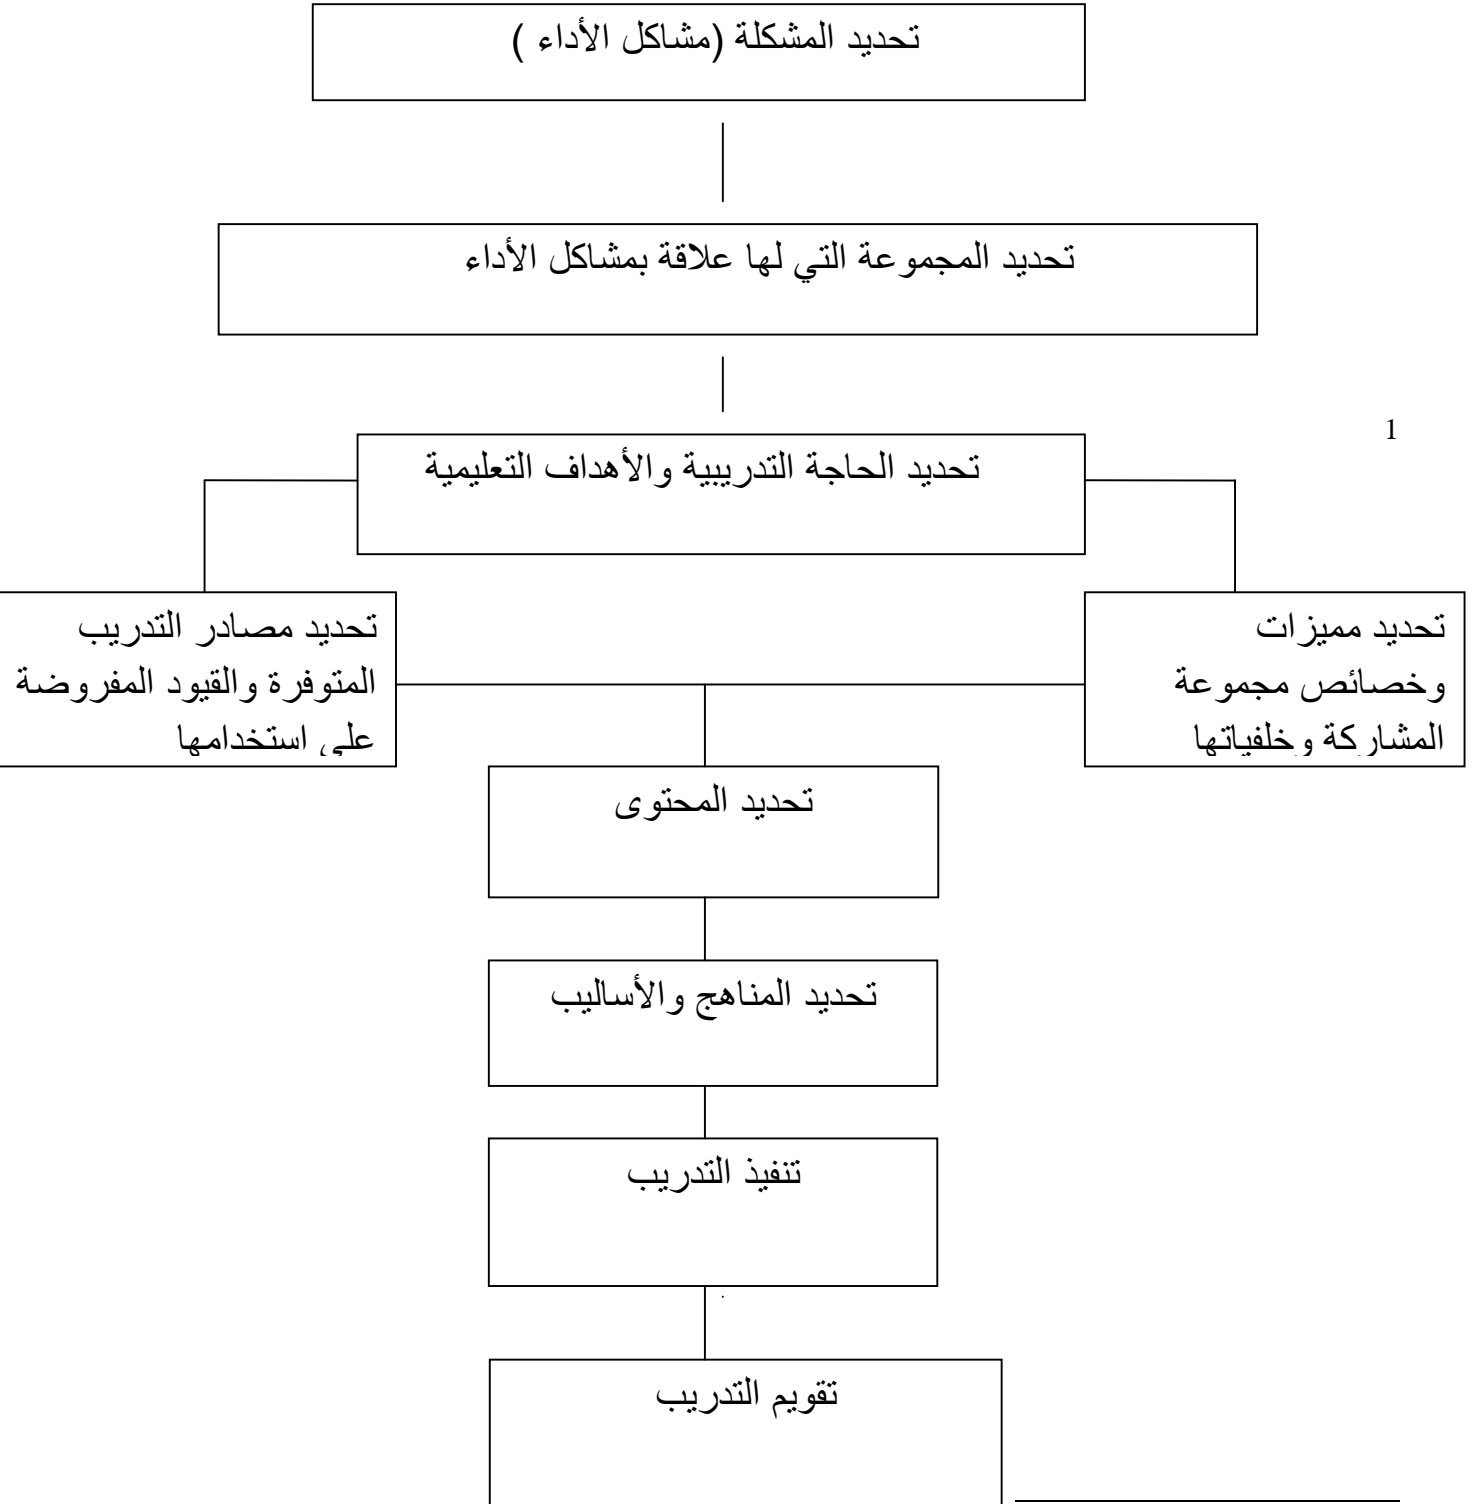 تحديد المشكلة (مشاكل الأداء )
تحديد المجموعة التي لها علاقة بمشاكل الأداء
1
تحديد الحاجة التدريبية والأهداف التعليمية
تحديد مميزات
وخصائص مجموعة
المشاركة وخلفياتها
تحديد مصادر التدريب
المتوفرة والقيود المفروضة
على استخدامها
تحديد المحتوى
تحديد المناهج والأساليب
تنفيذ التدريب
تقويم التدريب